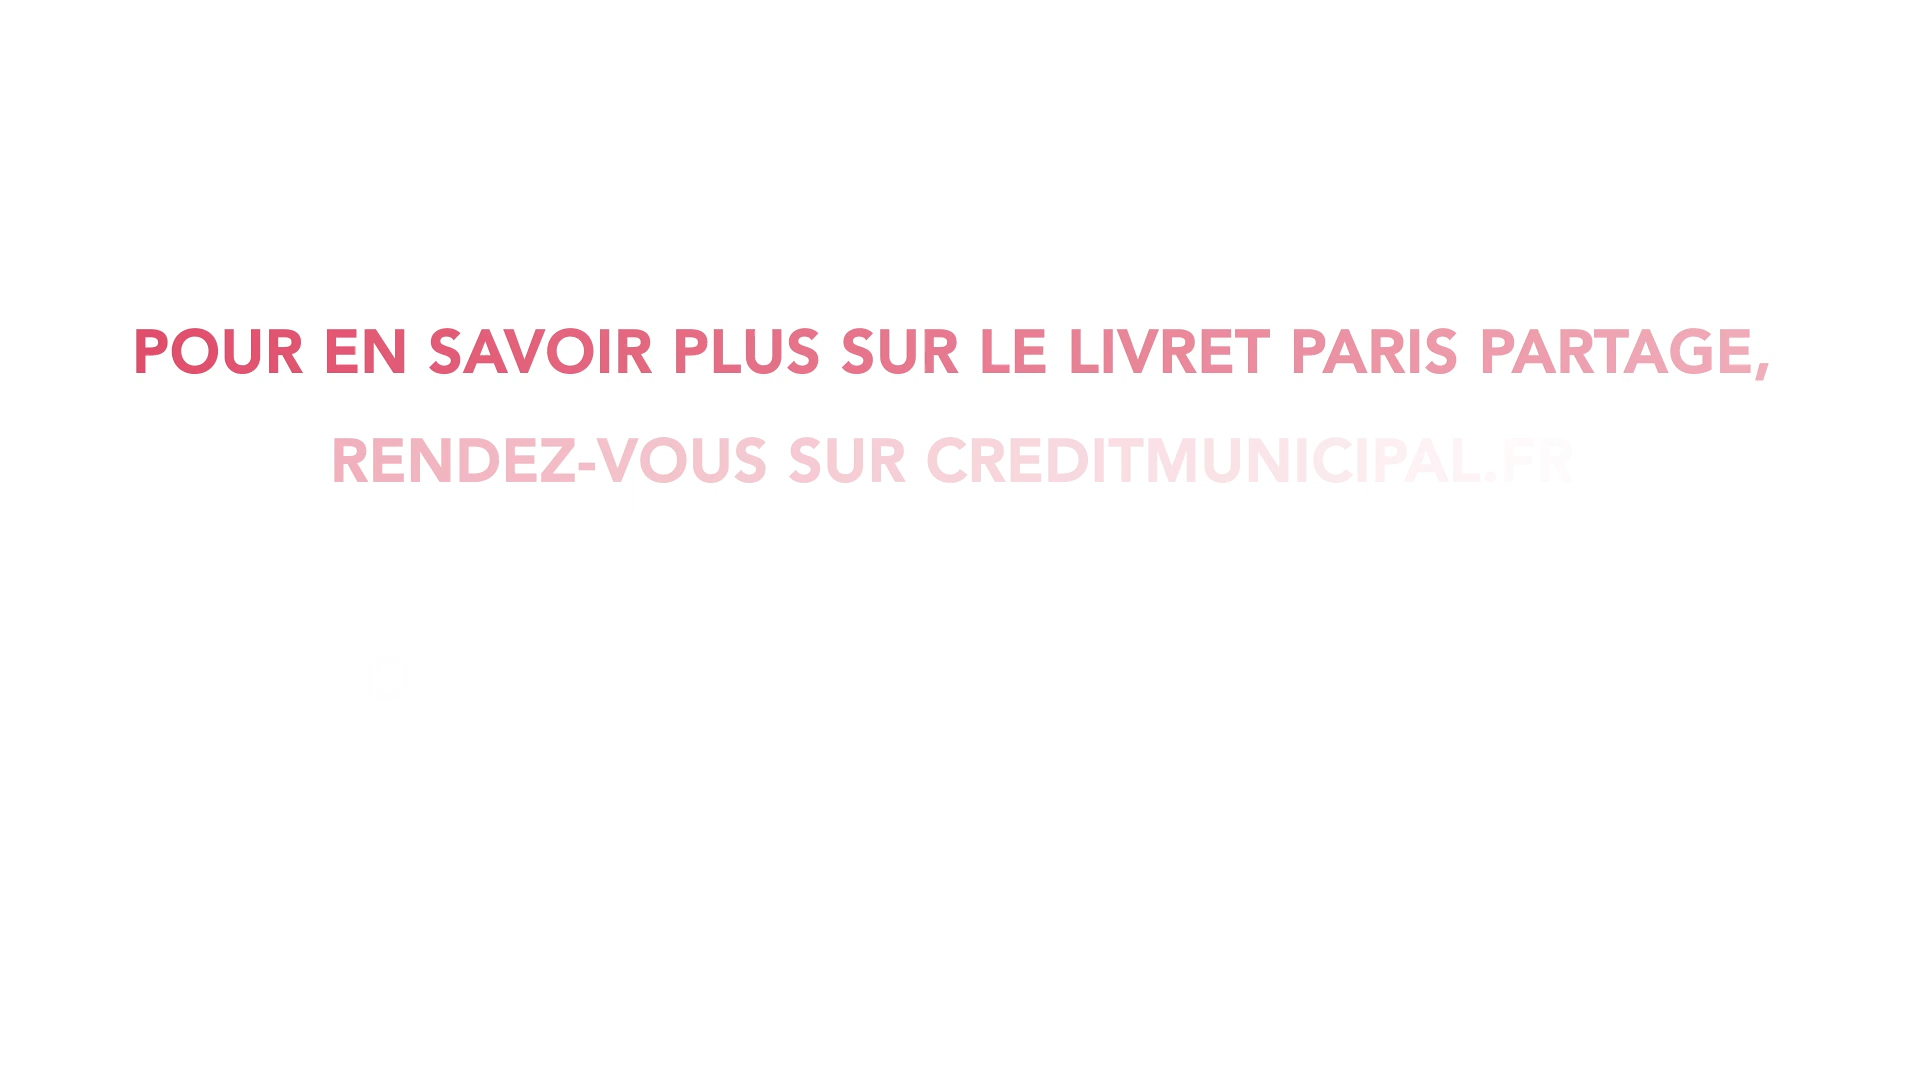 POUR EN SAVOIR PLUS SUR LE LIVRET PARIS PARTAGE,
RENDEZ-VOUS SUR CREDITMUNICIPAL.FR